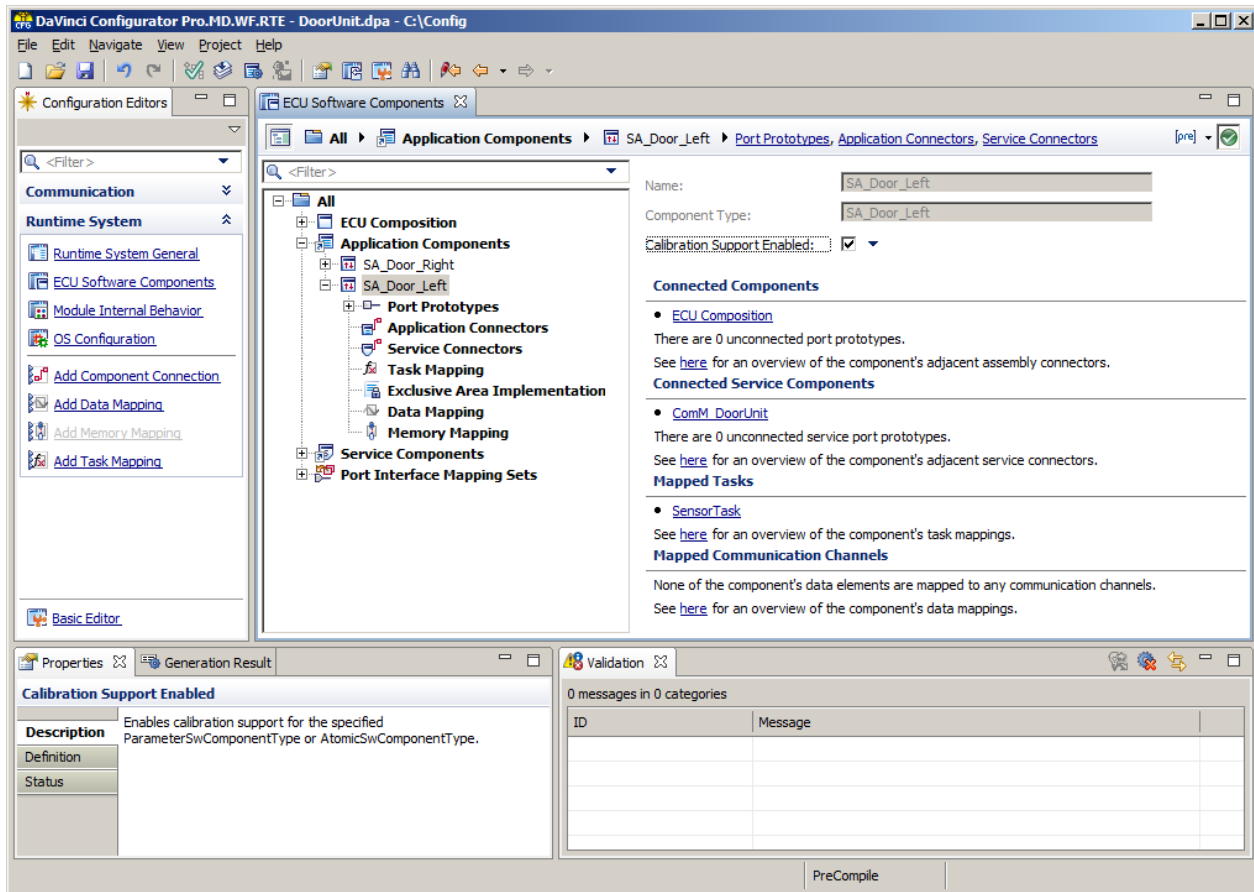 DaVinci Configurator Pro.MD.WF.RTE - DoorUnit.dpa - C:\Config
File Edit Navigate View Project Help
Configuration Editors
<Filter>
Communication
Runtime System
Runtime System General
ECU Software Components
Module Internal Behavior
OS Configuration
Add Component Connection
Add Data Mapping
Add Memory Mapping
Add Task Mapping
Basic Editor
ECU Software Components
All Application Components SA_Door_Left Port Prototypes, Application Connectors, Service Connectors [pre]
<Filter>
All
ECU Composition
Application Components
SA_Door_Right
SA_Door_Left
Port Prototypes
Application Connectors
Service Connectors
Task Mapping
Exclusive Area Implementation
Data Mapping
Memory Mapping
Service Components
Port Interface Mapping Sets
Name: SA_Door_Left
Component Type: SA_Door_Left
Calibration Support Enabled:
Connected Components
• ECU Composition
There are 0 unconnected port prototypes.
See here for an overview of the component's adjacent assembly connectors.
Connected Service Components
• ComM_DoorUnit
There are 0 unconnected service port prototypes.
See here for an overview of the component's adjacent service connectors.
Mapped Tasks
• SensorTask
See here for an overview of the component's task mappings.
Mapped Communication Channels
None of the component's data elements are mapped to any communication channels.
See here for an overview of the component's data mappings.
Properties Generation Result
Calibration Support Enabled
Description
Definition
Status
Enables calibration support for the specified
ParameterSwComponentType or AtomicSwComponentType.
Validation
0 messages in 0 categories
ID Message
PreCompile